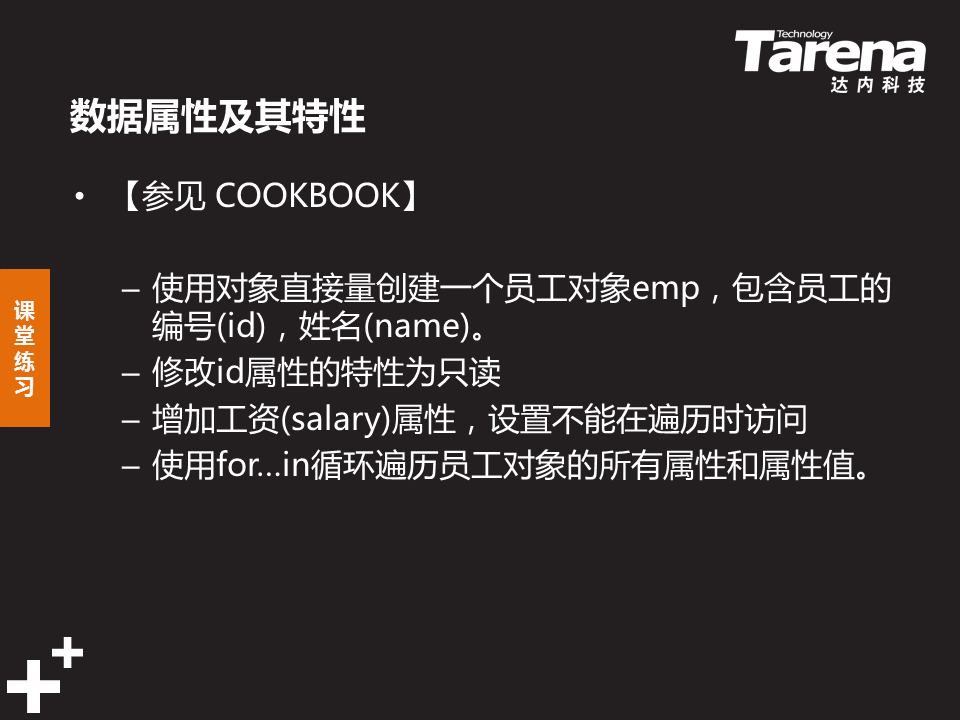 Technology
Tarena
达内科技
数据属性及其特性
• 【参见 COOKBOOK】
– 使用对象直接量创建一个员工对象emp，包含员工的
编号(id)，姓名(name)。
– 修改id属性的特性为只读
– 增加工资(salary)属性，设置不能在遍历时访问
– 使用for…in循环遍历员工对象的所有属性和属性值。
课
堂
练
习